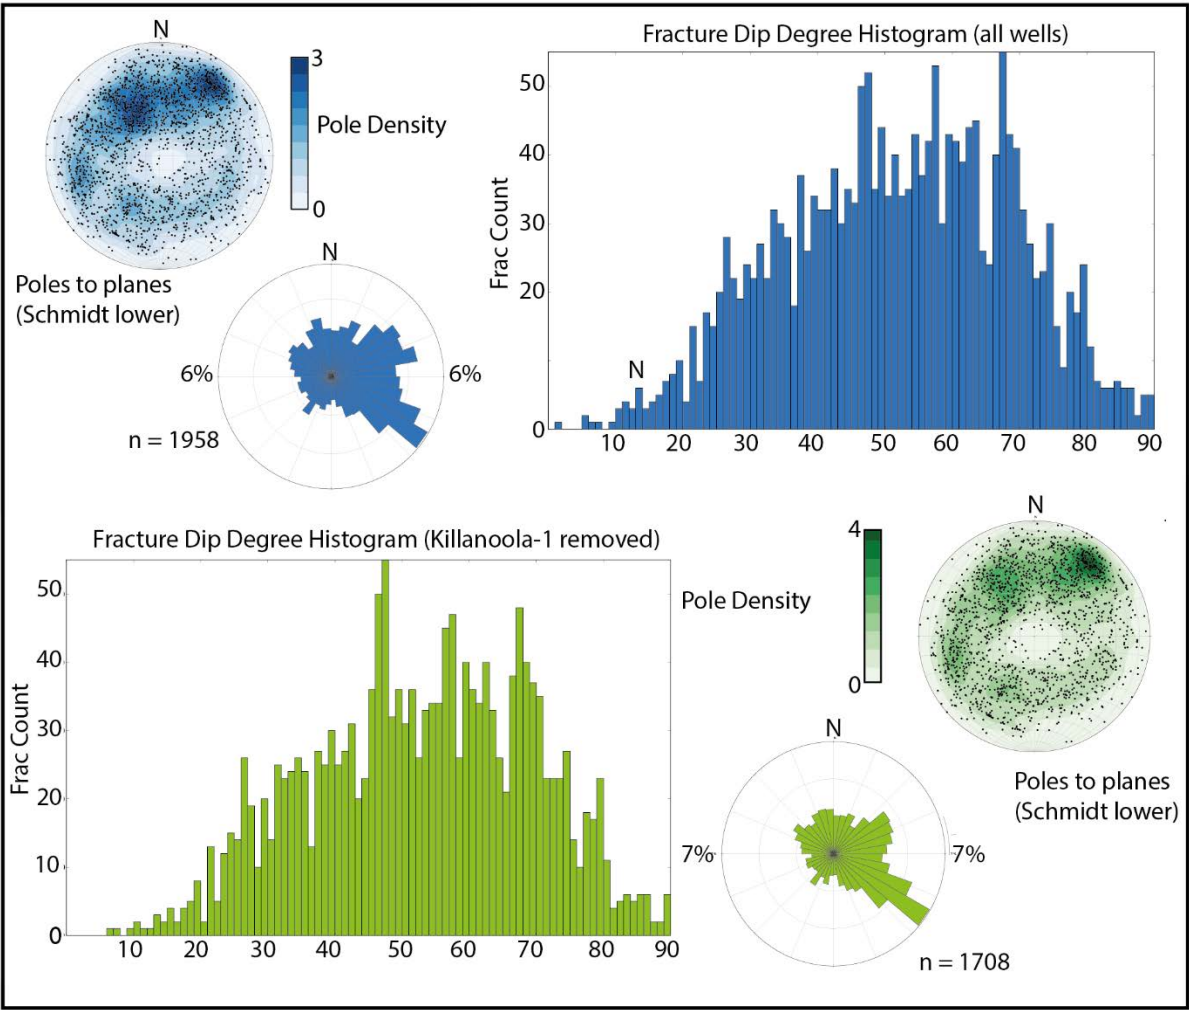 N
3
Pole Density
0
Poles to planes
(Schmidt lower)
N
6%
6%
n = 1958
Fracture Dip Degree Histogram (all wells)
50
40
30
20
0
Frac Count
N
10
20
30
40
50
60
70
80
90
Fracture Dip Degree Histogram (Killanoola-1 removed)
50
40
30
20
10
0
Frac Count
10
20
30
40
50
60
70
80
90
4
Pole Density
0
N
Poles to planes
(Schmidt lower)
N
7%
7%
n = 1708